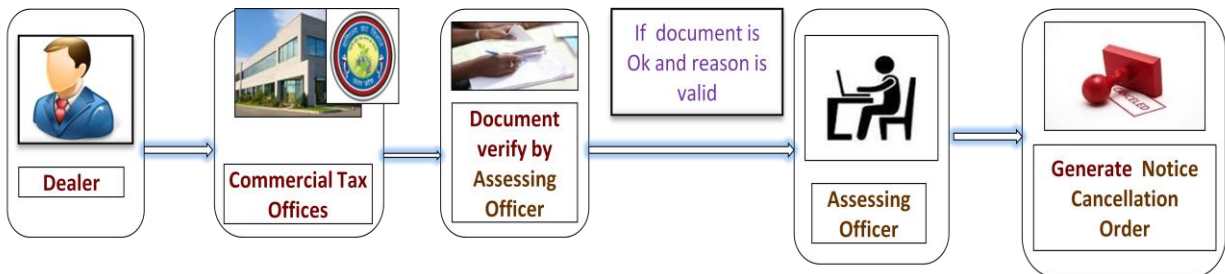 Dealer
Commercial Tax
Offices
Document
verify by
Assessing
Officer
If document is
Ok and reason is
valid
Assessing
Officer
CANCELED
Generate Notice
Cancellation
Order